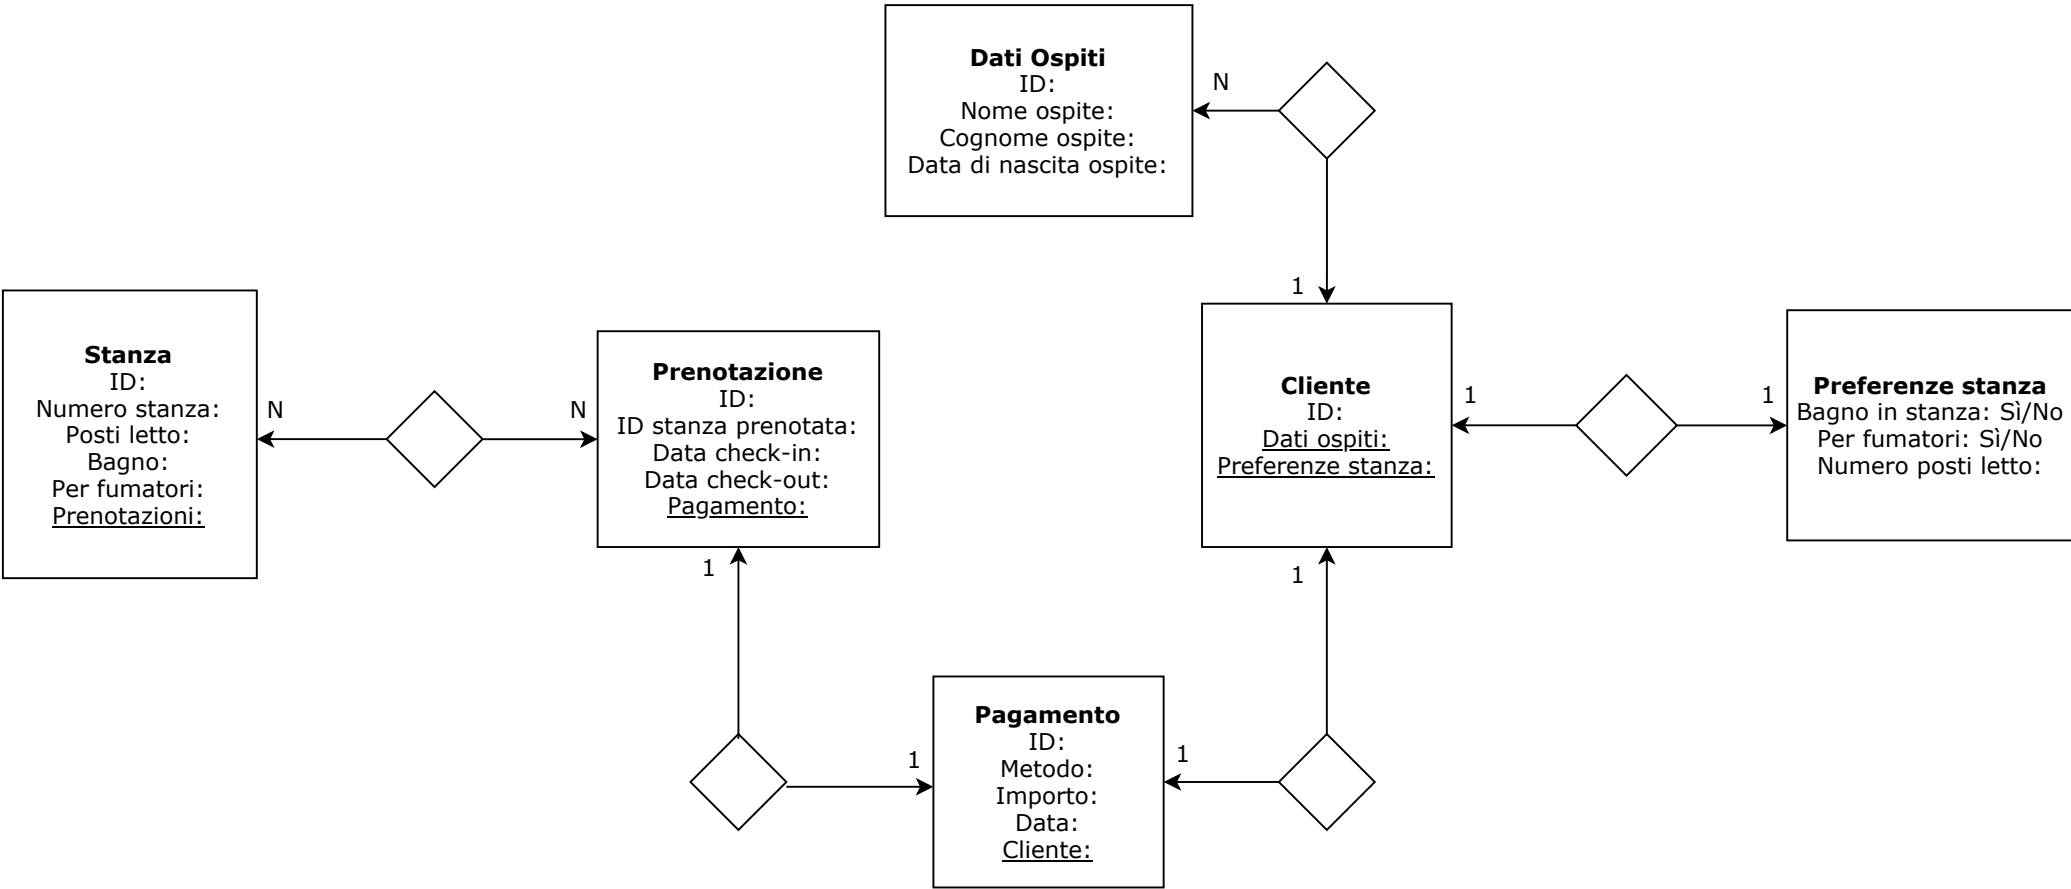 Dati Ospiti
ID:
Nome ospite:
Cognome ospite:
Data di nascita ospite:
N
1
Stanza
ID:
Numero stanza:
Posti letto:
Bagno:
Per fumatori:
Prenotazioni:
N
N
Prenotazione
ID:
ID stanza prenotata:
Data check-in:
Data check-out:
Pagamento:
1
Cliente
ID:
Dati ospiti:
Preferenze stanza:
1
1
Preferenze stanza
Bagno in stanza: Sì/No
Per fumatori: Sì/No
Numero posti letto:
1
1
Pagamento
ID:
Metodo:
Importo:
Data:
Cliente:
1